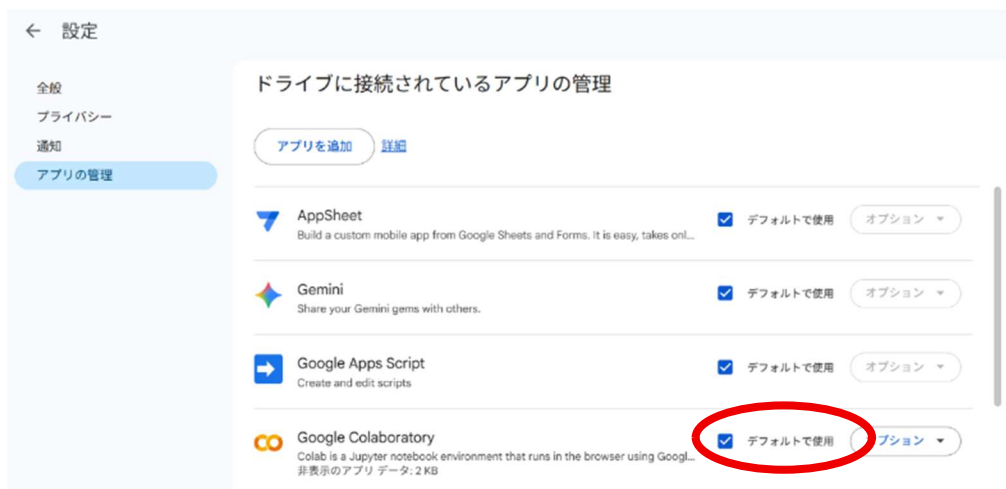 ← 設定
全般
プライバシー
通知
アプリの管理
ドライブに接続されているアプリの管理
アプリを追加 詳細
AppSheet
Build a custom mobile app from Google Sheets and Forms. It is easy, takes onl...
デフォルトで使用 オプション
Gemini
Share your Gemini gems with others.
デフォルトで使用 オプション
Google Apps Script
Create and edit scripts
デフォルトで使用 オプション
Google Colaboratory
Colab is a Jupyter notebook environment that runs in the browser using Googl...
非表示のアプリ データ: 2 KB
デフォルトで使用 プション